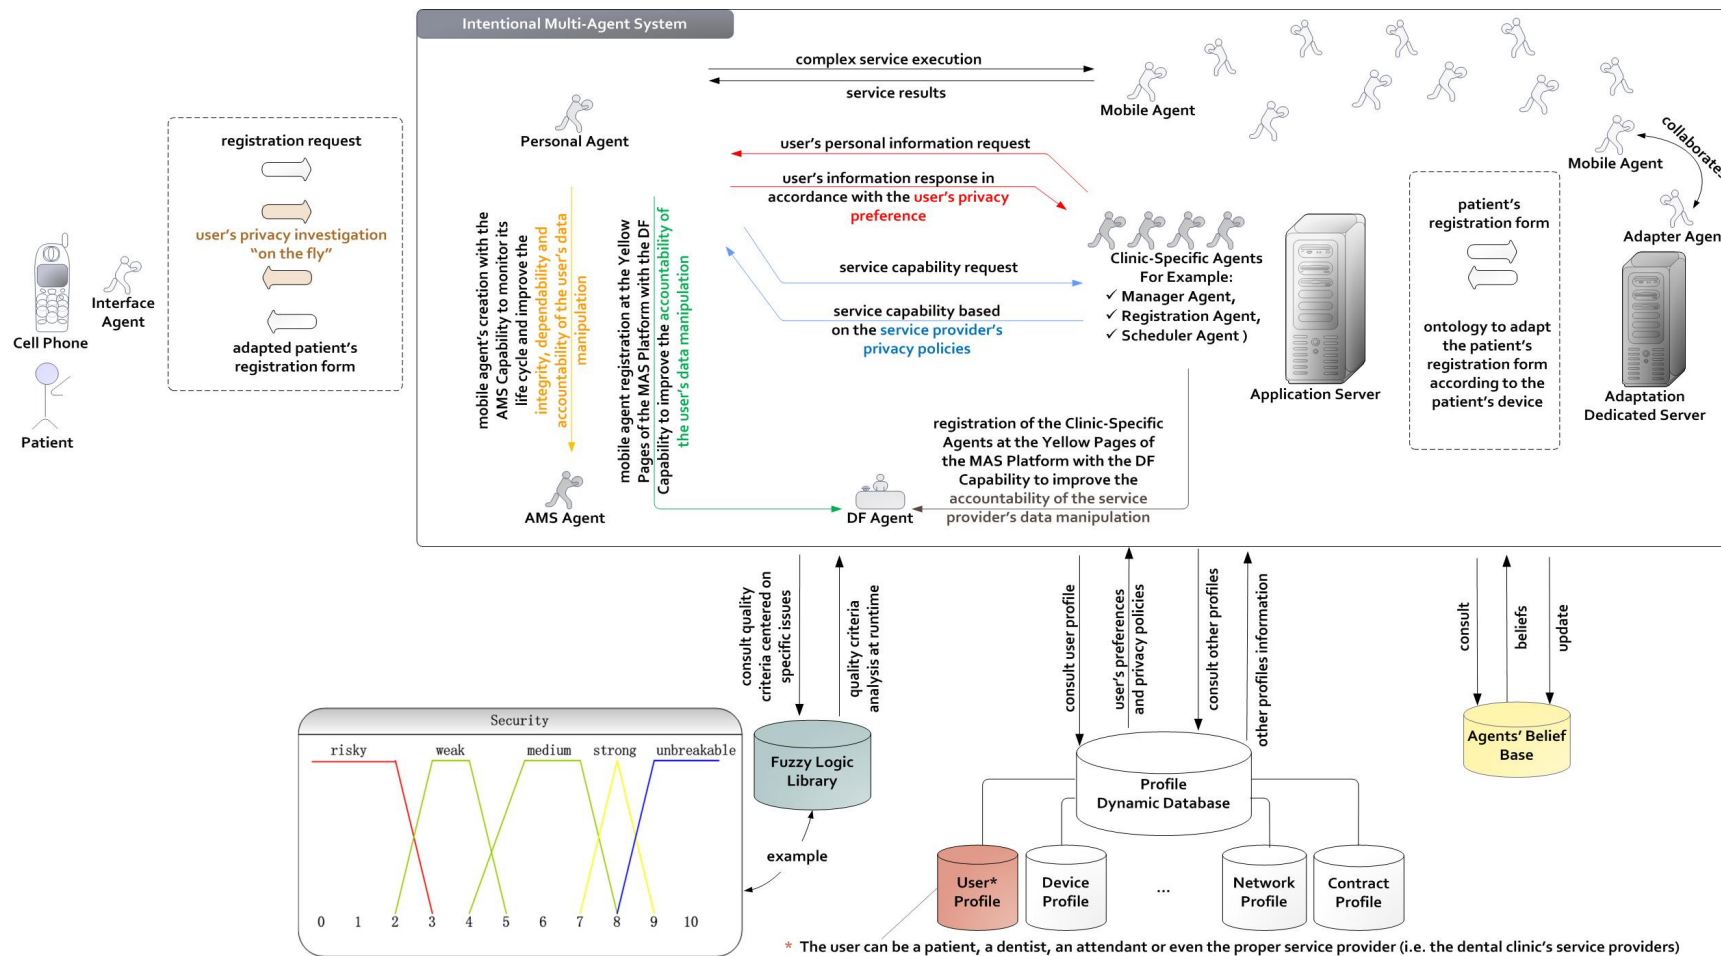 Intentional Multi-Agent System
complex service execution
service results
Mobile Agent
Personal Agent
user's personal information request
user's information response in
accordance with the user's privacy
preference
service capability request
service capability based
on the service provider's
privacy policies
Clinic-Specific Agents
For Example:
✓ Manager Agent,
✓ Registration Agent,
✓ Scheduler Agent )
Application Server
Mobile Agent
collaborates
Adapter Agent
Adaptation
Dedicated Server
patient's
registration form
ontology to adapt
the patient's
registration form
according to the
patient's device
registration request
user's privacy investigation
"on the fly"
adapted patient's
registration form
Cell Phone
Interface
Agent
Patient
mobile agent's creation with the
AMS Capability to monitor its
life cycle and improve the
integrity, dependability and
accountability of the user's data
manipulation
mobile agent registration at the Yellow
Pages of the MAS Platform with the DF
Capability to improve the accountability of
the user's data manipulation
AMS Agent
DF Agent
registration of the Clinic-Specific
Agents at the Yellow Pages of
the MAS Platform with the DF
Capability to improve the
accountability of the service
provider's data manipulation
consult quality
criteria centered on
specific issues
quality criteria
analysis at runtime
consult user profile
user's preferences
and privacy policies
consult other profiles
other profiles information
consult
beliefs
update
Security
risky
weak
medium
strong
unbreakable
0 1 2 3 4 5 6 7 8 9 10
Fuzzy Logic
Library
example
Profile
Dynamic Database
Agents' Belief
Base
User*
Profile
Device
Profile
...
Network
Profile
Contract
Profile
* The user can be a patient, a dentist, an attendant or even the proper service provider (i.e. the dental clinic's service providers)